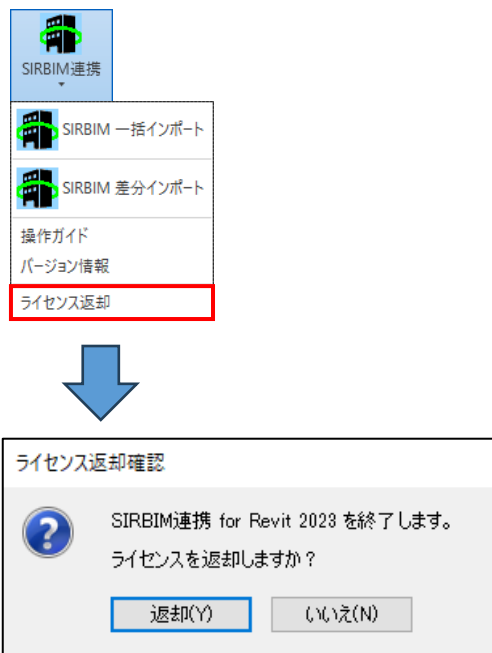 SIRBIM連携
SIRBIM 一括インポート
SIRBIM 差分インポート
操作ガイド
バージョン情報
ライセンス返却
ライセンス返却確認
SIRBIM連携 for Revit 2023 を終了します。
ライセンスを返却しますか？
返却(Y) いいえ(N)